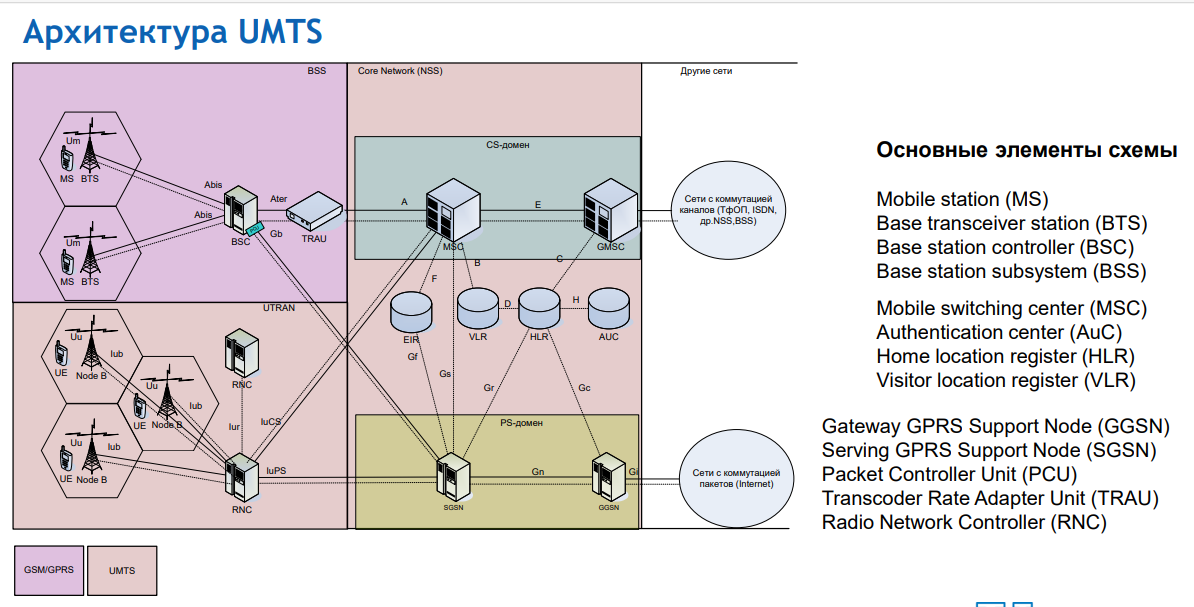 Архитектура UMTS
BSS
Core Network (NSS)
Другие сети
CS-домен
Um
MS
BTS
Abis
Abis
BSC
Ater
Gb
TRAU
A
MSC
E
GMSC
Сети с коммутацией
каналов (ТфОП, ISDN,
др.NSS,BSS)
Um
MS
BTS
B
C
F
D
H
EIR
VLR
HLR
AUC
UTRAN
Uu
Iub
UE
Node B
RNC
Gf
Gs
Gr
Gc
Uu
Iub
UE
Node B
Iur
IuCS
PS-домен
Uu
Iub
UE
Node B
IuPS
RNC
SGSN
Gn
GGSN
Gi
Сети с коммутацией
пакетов (Internet)
GSM/GPRS
UMTS
Основные элементы схемы
Mobile station (MS)
Base transceiver station (BTS)
Base station controller (BSC)
Base station subsystem (BSS)
Mobile switching center (MSC)
Authentication center (AuC)
Home location register (HLR)
Visitor location register (VLR)
Gateway GPRS Support Node (GGSN)
Serving GPRS Support Node (SGSN)
Packet Controller Unit (PCU)
Transcoder Rate Adapter Unit (TRAU)
Radio Network Controller (RNC)